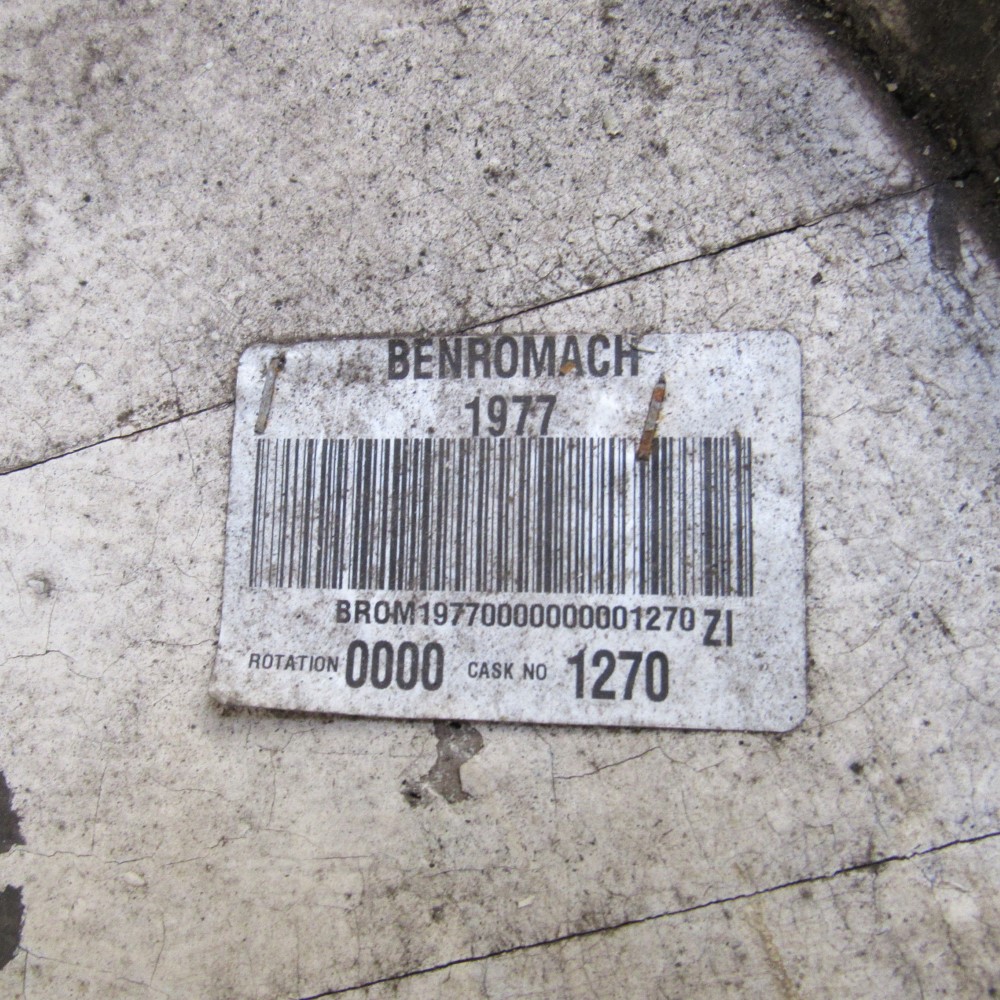 BENROMACH
1977
BROM19770000000001270 ZI
ROTATION 0000 CASK NO 1270